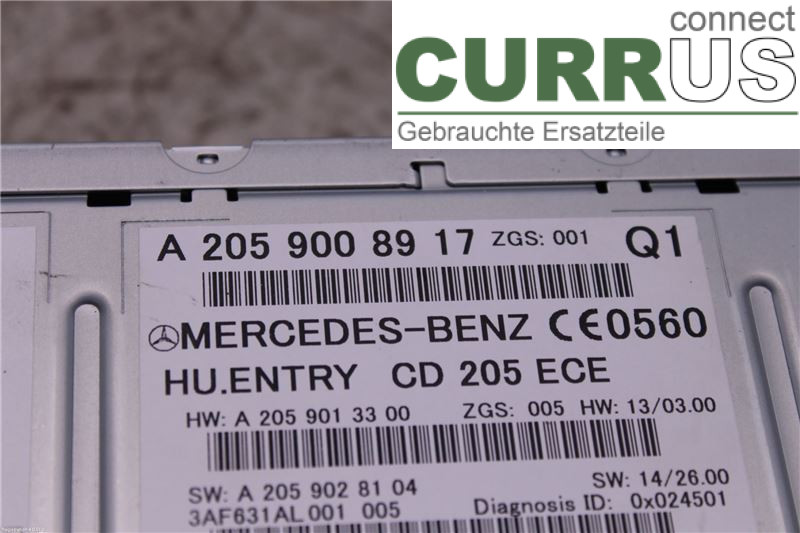 connect
CURRUS
Gebrauchte Ersatzteile
A 205 900 89 17 ZGS: 001 Q1
MERCEDES-BENZ CE0560
HU.ENTRY CD 205 ECE
HW: A 205 901 33 00 ZGS: 005 HW: 13/03.00
SW: A 205 902 81 04 SW: 14/26.00
3AF631AL 001 005 Diagnosis ID: 0x024501